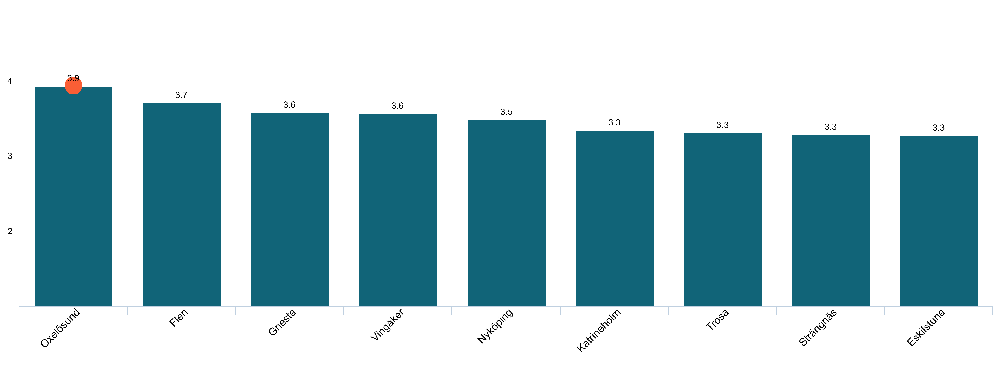 4
3
2
3.9
3.7
3.6
3.6
3.5
3.3
3.3
3.3
3.3
Oxelösund
Flen
Gnesta
Vingåker
Nyköping
Katrineholm
Trosa
Strängnäs
Eskilstuna